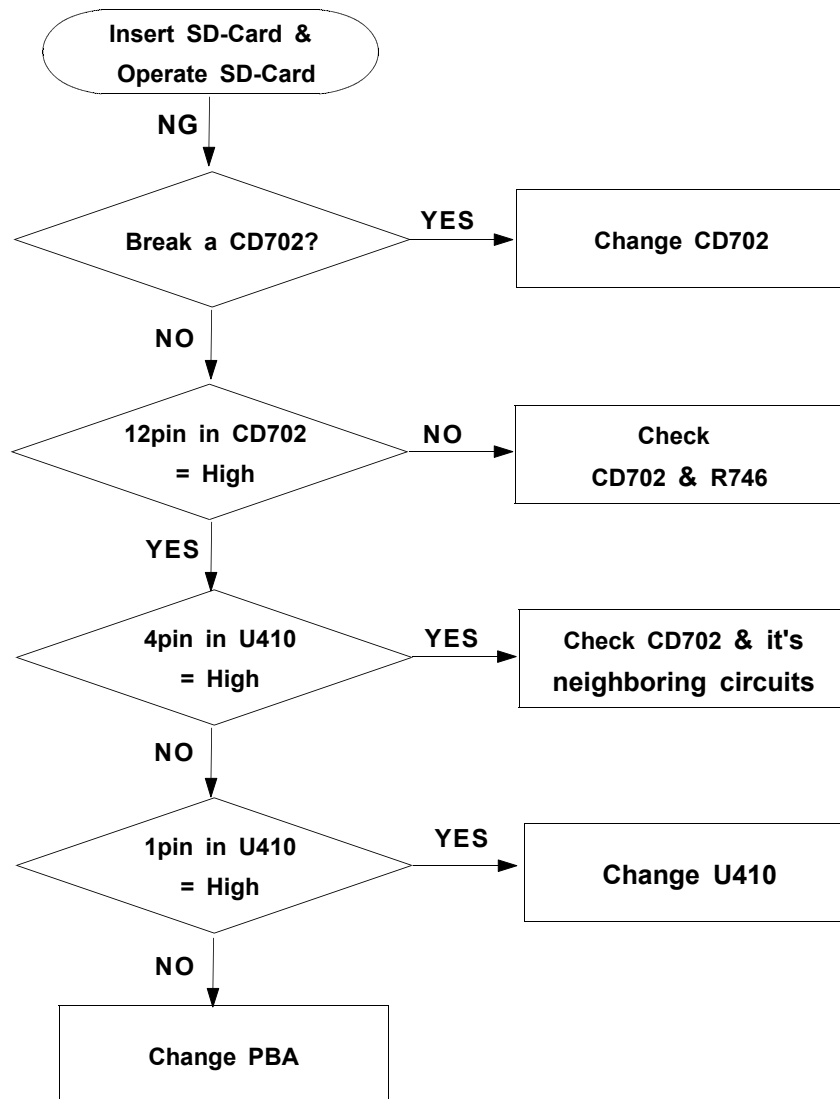 Insert SD-Card &
Operate SD-Card
NG
Break a CD702?
YES
Change CD702
NO
12pin in CD702
= High
NO
Check
CD702 & R746
YES
4pin in U410
= High
YES
Check CD702 & it's
neighboring circuits
NO
1pin in U410
= High
YES
Change U410
NO
Change PBA